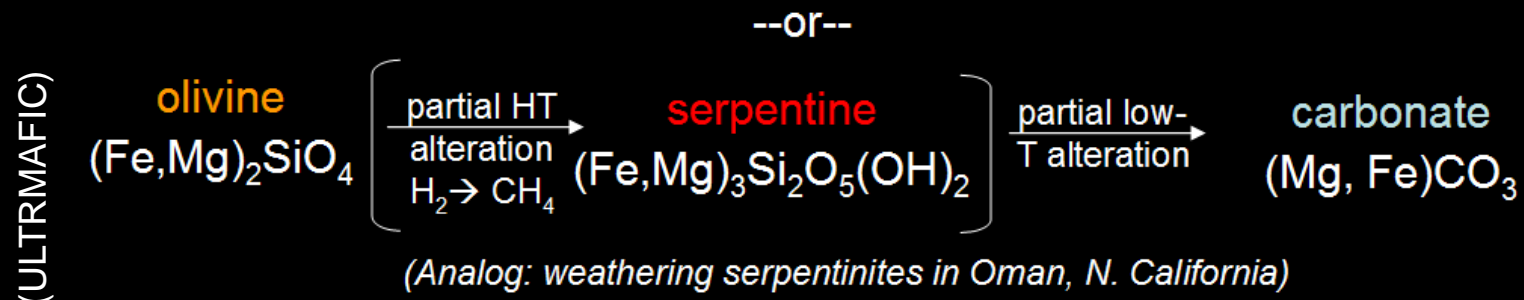 --or--
(ULTRMAFIC)
olivine
(Fe,Mg)₂SiO₄
partial HT
alteration
H₂→ CH₄
serpentine
(Fe,Mg)₃Si₂O₅(OH)₂
partial low-
T alteration
carbonate
(Mg, Fe)CO₃
(Analog: weathering serpentinites in Oman, N. California)